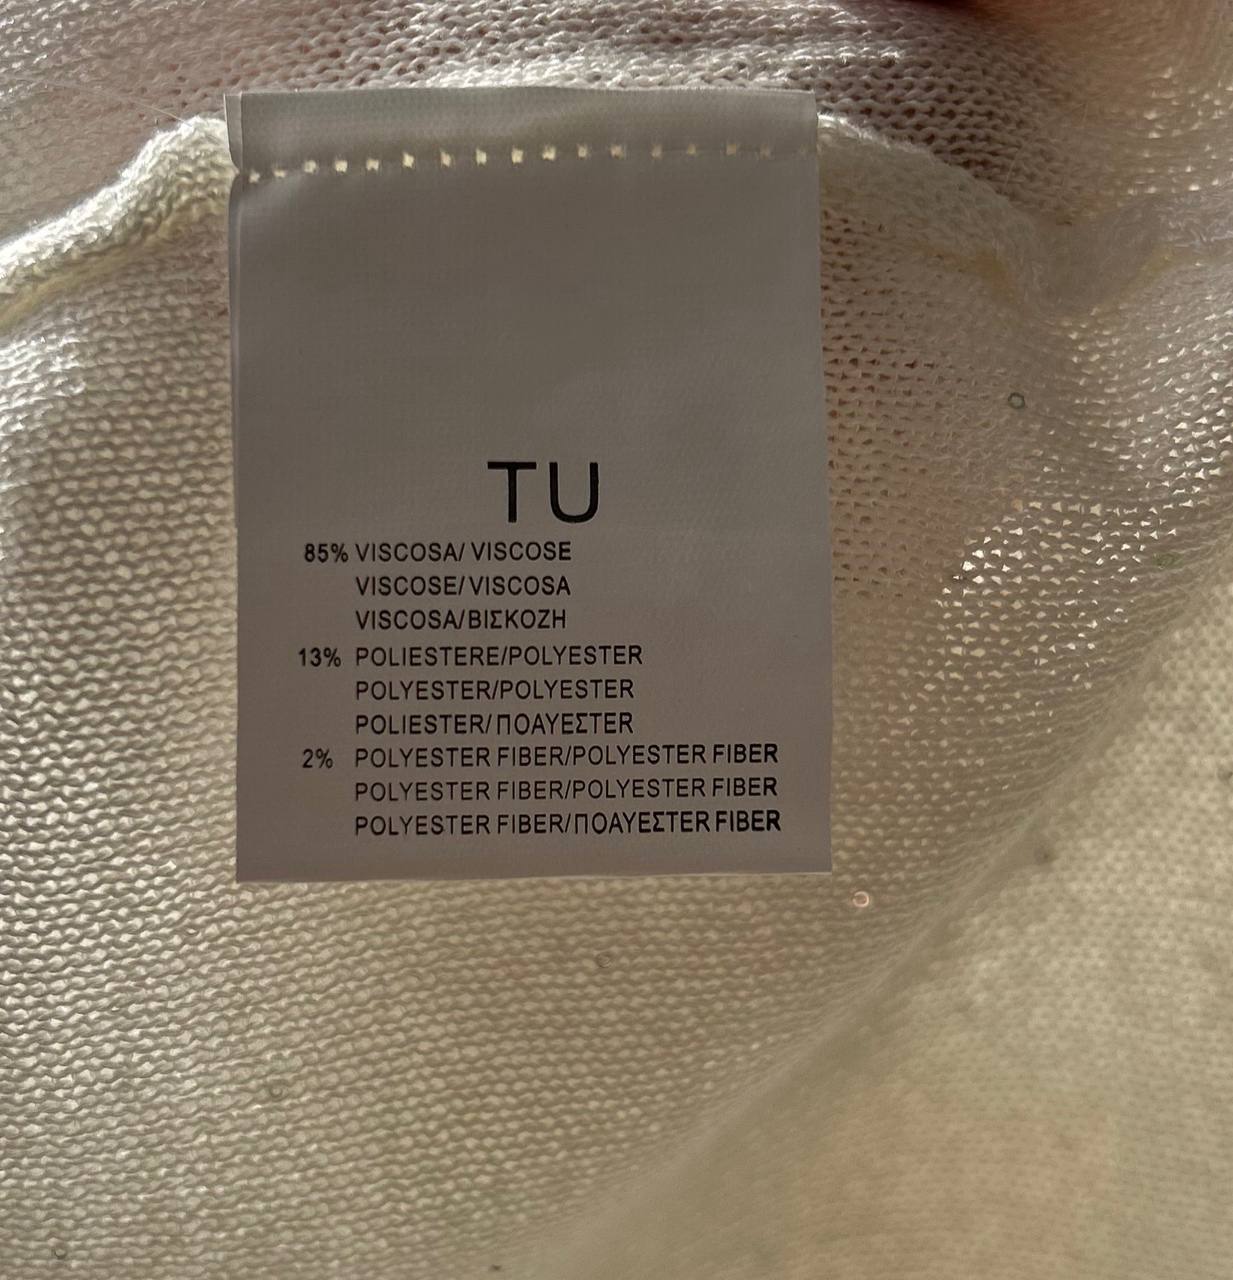 TU
85% VISCOSA/ VISCOSE
VISCOSE/ VISCOSA
VISCOSA/ΒΙΣΚΟΖΗ
13% POLIESTERE/POLYESTER
POLYESTER/POLYESTER
POLIESTER/ΠΟΑΥΕΣΤΕR
2% POLYESTER FIBER/POLYESTER FIBER
POLYESTER FIBER/POLYESTER FIBER
POLYESTER FIBER/ΠΟΑΥΕΣΤΕR FIBER